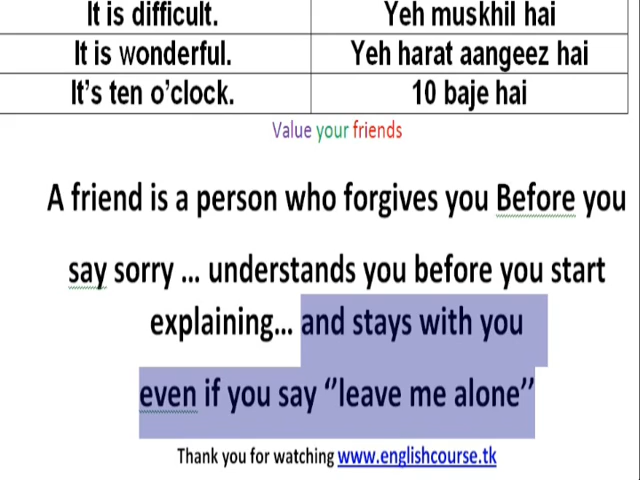 It is difficult. Yeh muskhil hai
It is wonderful. Yeh harat aangeez hai
It's ten o'clock. 10 baje hai
Value your friends
A friend is a person who forgives you Before you
say sorry ... understands you before you start
explaining... and stays with you
even if you say ‘’leave me alone’’
Thank you for watching www.englishcourse.tk